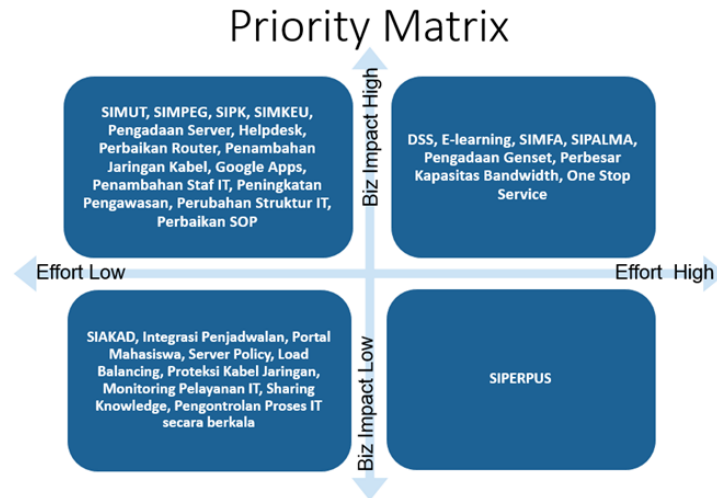 Priority Matrix
Biz Impact High
SIMUT, SIMPEG, SIPK, SIMKEU,
Pengadaan Server, Helpdesk,
Perbaikan Router, Penambahan
Jaringan Kabel, Google Apps,
Penambahan Staf IT, Peningkatan
Pengawasan, Perubahan Struktur IT,
Perbaikan SOP
DSS, E-learning, SIMFA, SIPALMA,
Pengadaan Genset, Perbesar
Kapasitas Bandwidth, One Stop
Service
Effort Low
Effort High
SIAKAD, Integrasi Penjadwalan, Portal
Mahasiswa, Server Policy, Load
Balancing, Proteksi Kabel Jaringan,
Monitoring Pelayanan IT, Sharing
Knowledge, Pengontrolan Proses IT
secara berkala
SIPERPUS
Biz Impact Low